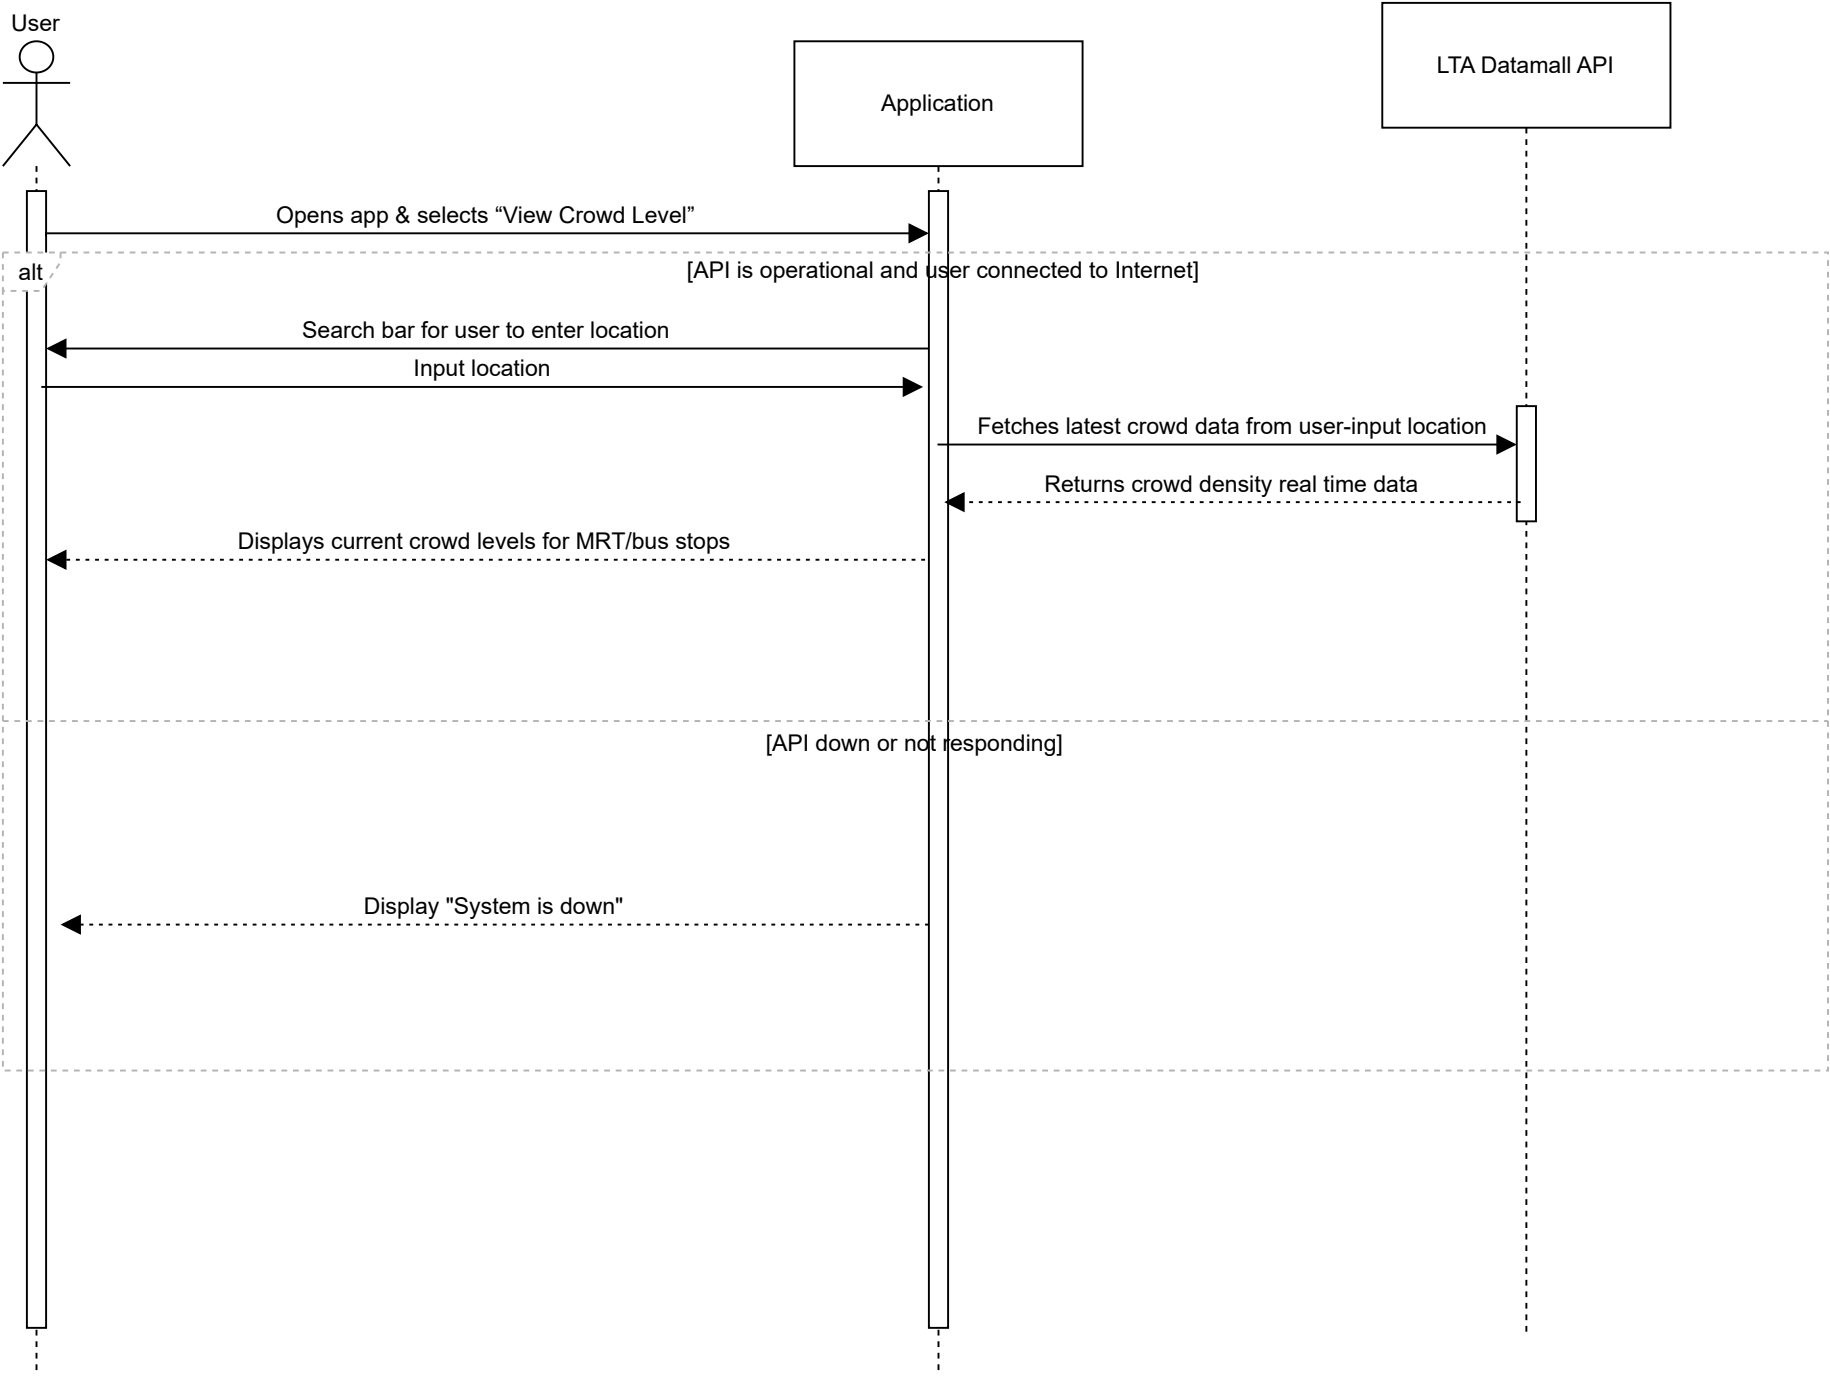 User
LTA Datamall API
Application
Opens app & selects “View Crowd Level”
alt
[API is operational and user connected to Internet]
Search bar for user to enter location
Input location
Fetches latest crowd data from user-input location
Returns crowd density real time data
Displays current crowd levels for MRT/bus stops
[API down or not responding]
Display "System is down"